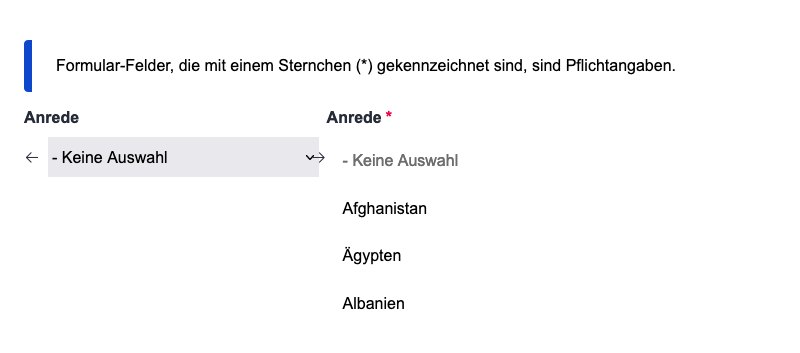 Formular-Felder, die mit einem Sternchen (*) gekennzeichnet sind, sind Pflichtangaben.
Anrede
← - Keine Auswahl →
Anrede *
- Keine Auswahl
Afghanistan
Ägypten
Albanien